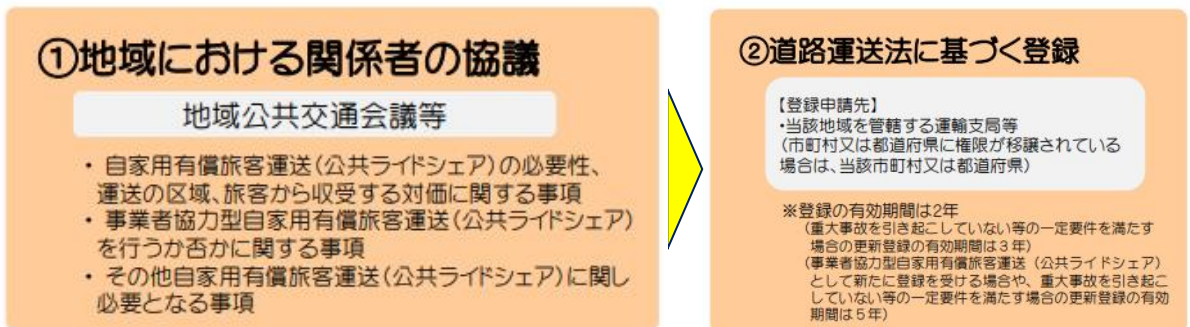 ①地域における関係者の協議
地域公共交通会議等
・ 自家用有償旅客運送（公共ライドシェア）の必要性、
運送の区域、旅客から収受する対価に関する事項
・ 事業者協力型自家用有償旅客運送（公共ライドシェア）
を行うか否かに関する事項
・ その他自家用有償旅客運送（公共ライドシェア）に関し
必要となる事項
②道路運送法に基づく登録
【登録申請先】
・当該地域を管轄する運輸支局等
（市町村又は都道府県に権限が移譲されている
場合は、当該市町村又は都道府県）
※登録の有効期間は2年
（重大事故を引き起こしていない等の一定要件を満たす
場合の更新登録の有効期間は３年）
（事業者協力型自家用有償旅客運送（公共ライドシェア）
として新たに登録を受ける場合や、重大事故を引き起こ
していない等の一定要件を満たす場合の更新登録の有効
期間は５年）